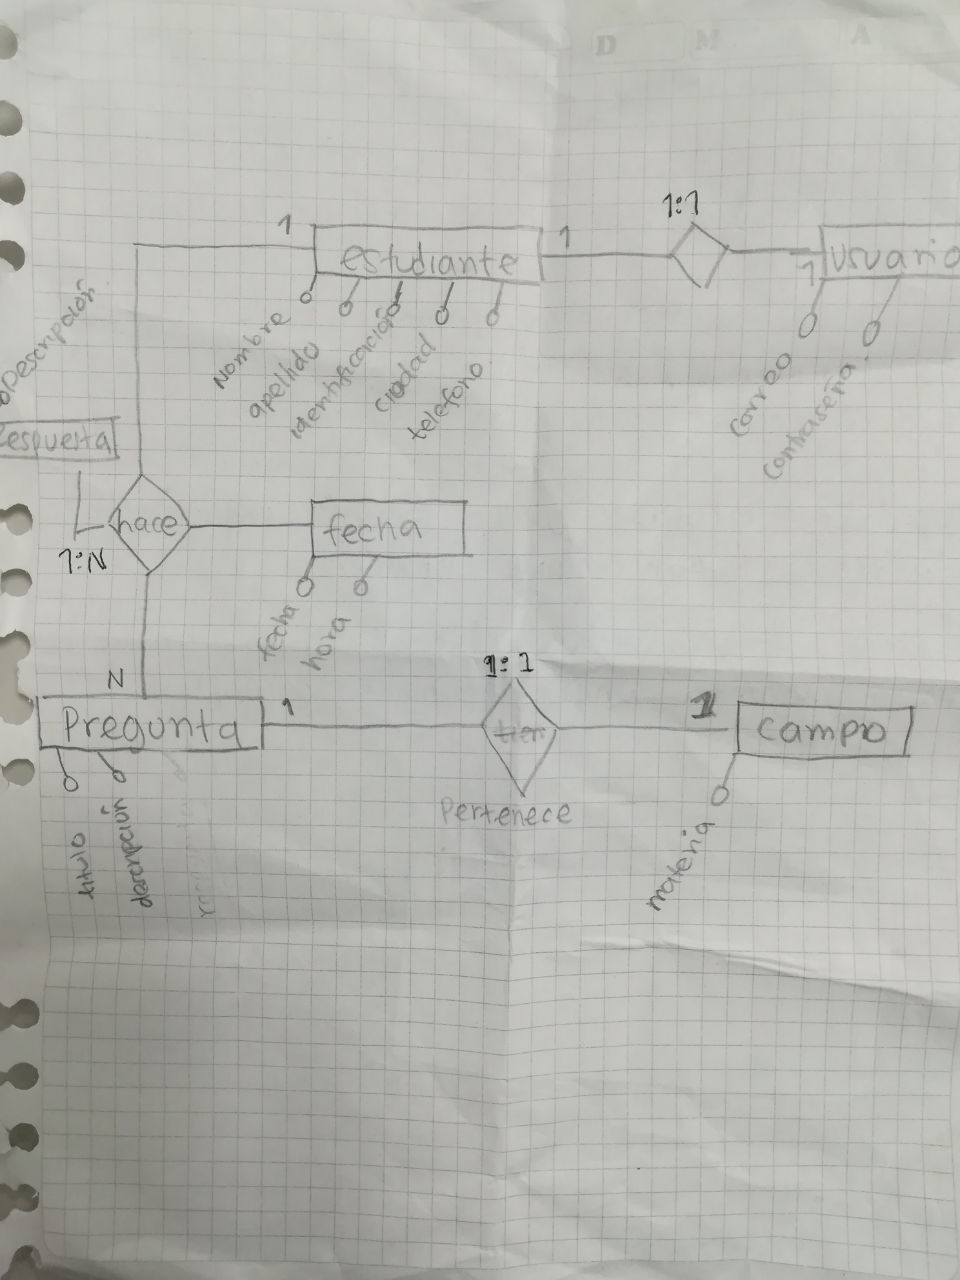 D M A
1:1
1 estudiante 1 1 usuario
Nombre
apellido
identificación
ciudad
telefono
correo
contraseña
Descripción
Respuesta
hace
1:N
fecha
fecha
hora
N
1:1
Pregunta 1 1 campo
tien
Pertenece
titulo
descripción
materia